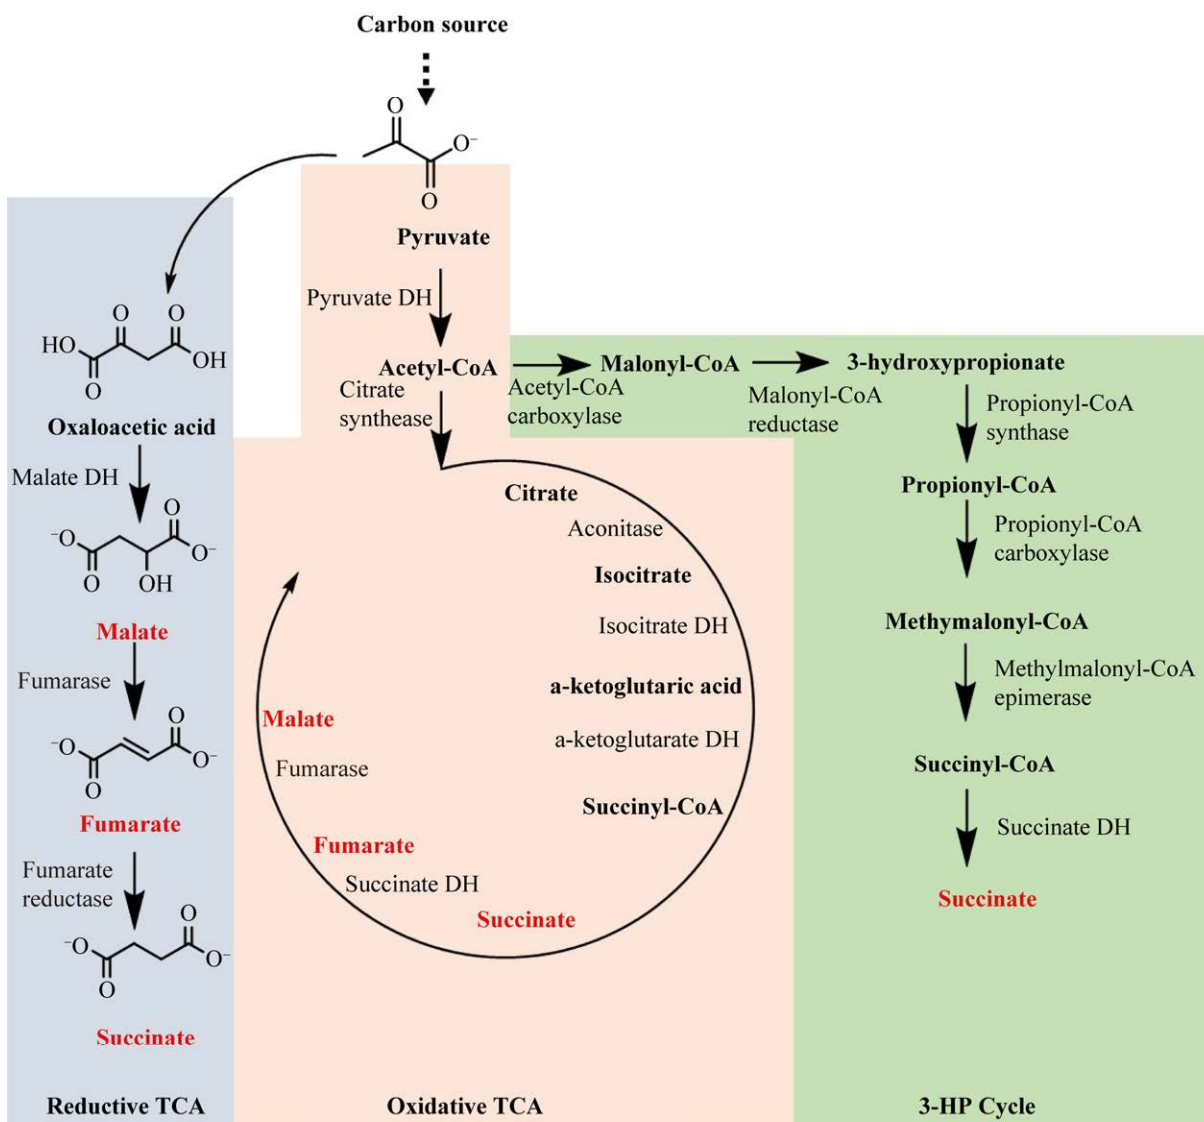 Carbon source
O
O⁻
O
Pyruvate
Pyruvate DH
Acetyl-CoA
Citrate
synthease
Acetyl-CoA
carboxylase
Malonyl-CoA
Malonyl-CoA
reductase
3-hydroxypropionate
Propionyl-CoA
synthase
Propionyl-CoA
Propionyl-CoA
carboxylase
Methymalonyl-CoA
Methylmalonyl-CoA
epimerase
Succinyl-CoA
Succinate DH
Succinate
3-HP Cycle
O
O
HO
OH
O
Oxaloacetic acid
Malate DH
O
⁻O
O⁻
O
OH
Malate
Fumarase
O
⁻O
O⁻
O
Fumarate
Fumarate
reductase
O
⁻O
O⁻
O
Succinate
Reductive TCA
Citrate
Aconitase
Isocitrate
Isocitrate DH
a-ketoglutaric acid
a-ketoglutarate DH
Succinyl-CoA
Succinate
Succinate DH
Fumarate
Fumarase
Malate
Oxidative TCA